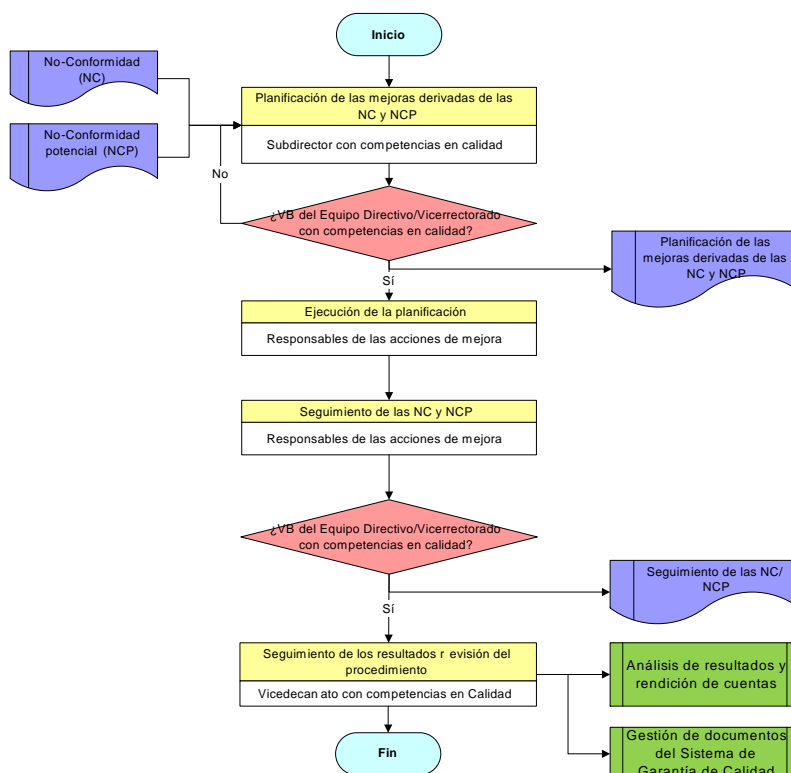 Inicio
No-Conformidad
(NC)
Planificación de las mejoras derivadas de las
NC y NCP
Subdirector con competencias en calidad
No-Conformidad
potencial (NCP)
No
¿VB del Equipo Directivo/Vicerrectorado
con competencias en calidad?
Planificación de las
mejoras derivadas de las
NC y NCP
Sí
Ejecución de la planificación
Responsables de las acciones de mejora
Seguimiento de las NC y NCP
Responsables de las acciones de mejora
¿VB del Equipo Directivo/Vicerrectorado
con competencias en calidad?
Seguimiento de las NC/
NCP
Sí
Seguimiento de los resultados r evisión del
procedimiento
Vicedecan ato con competencias en Calidad
Análisis de resultados y
rendición de cuentas
Fin
Gestión de documentos
del Sistema de
Garantía de Calidad